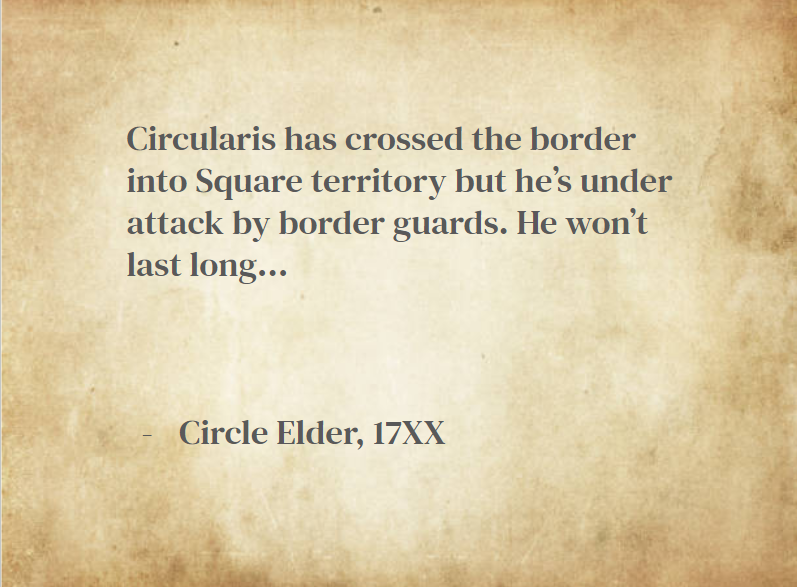 Circularis has crossed the border
into Square territory but he’s under
attack by border guards. He won’t
last long...
- Circle Elder, 17XX